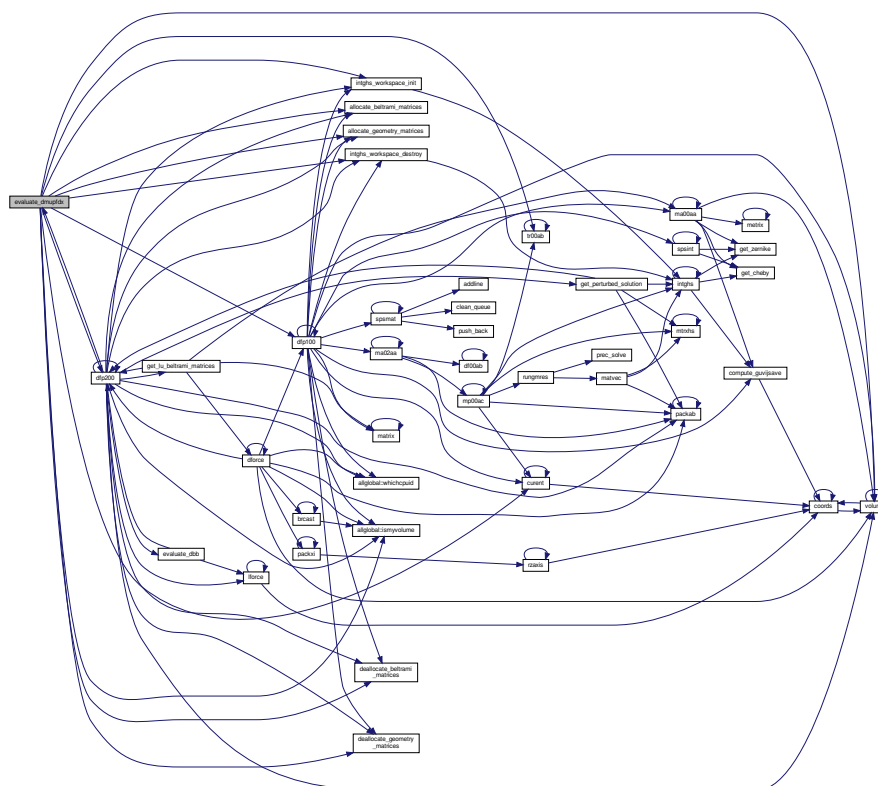 intghs_workspace_init
allocate_beltrami_matrices
allocate_geometry_matrices
intghs_workspace_destroy
evaluate_dmupfdx
ma00aa
metrix
tr00ab
spsint
get_zernike
get_cheby
addline
get_perturbed_solution
intghs
clean_queue
spsmat
push_back
mtrxhs
dfp100
ma02aa
prec_solve
get_lu_beltrami_matrices
df00ab
rungmres
matvec
compute_guvijsave
dfp200
mp00ac
packab
matrix
dforce
allglobal::whichcpuid
curent
coords
brcast
allglobal::ismyvolume
evaluate_dbb
packxi
rzaxis
lforce
deallocate_beltrami
_matrices
deallocate_geometry
_matrices